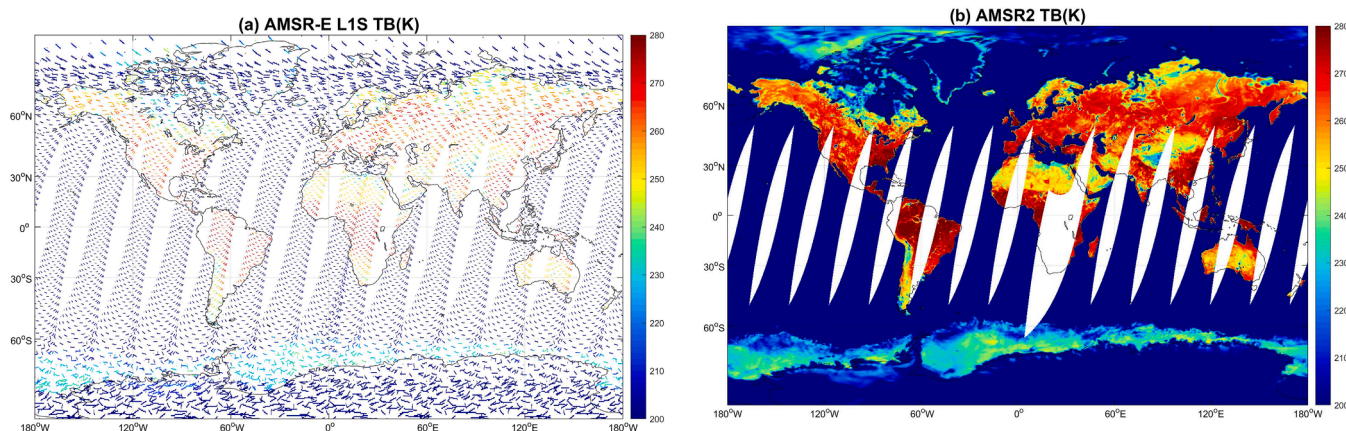 (a) AMSR-E L1S TB(K)
60°N
30°N
0°
30°S
60°S
180°W
120°W
60°W
0°
60°E
120°E
180°W
280
270
260
250
240
230
220
210
200
(b) AMSR2 TB(K)
60°N
30°N
0°
30°S
60°S
180°W
120°W
60°W
0°
60°E
120°E
180°W
280
270
260
250
240
230
220
210
200